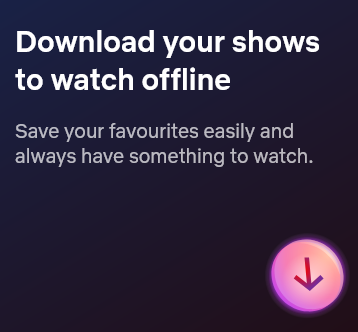 Download your shows
to watch offline
Save your favourites easily and
always have something to watch.